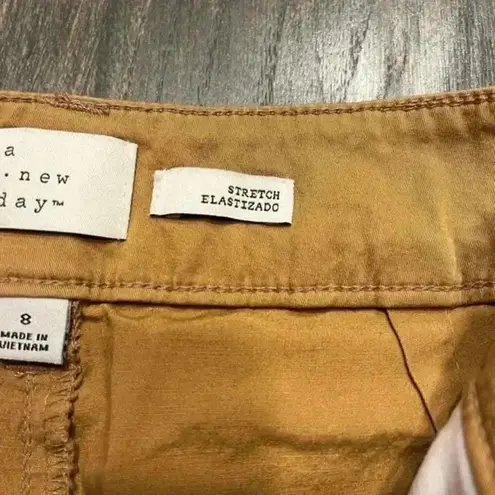 a
· new
day™
STRETCH
ELASTIZADO
8
MADE IN
VIETNAM